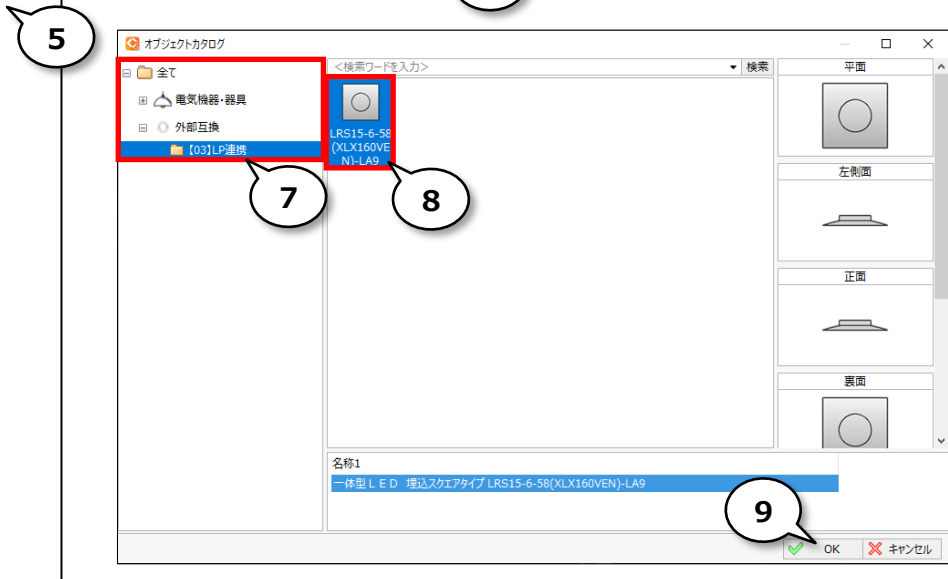 5
オブジェクトカタログ
全て
電気機器・器具
外部互換
【03】LP連携
7
<検索ワードを入力>
検索
LRS15-6-58
(XLX160VE
N)-LA9
8
平面
左側面
正面
裏面
名称1
一体型ＬＥＤ 埋込スクエアタイプ LRS15-6-58(XLX160VEN)-LA9
9
OK
キャンセル